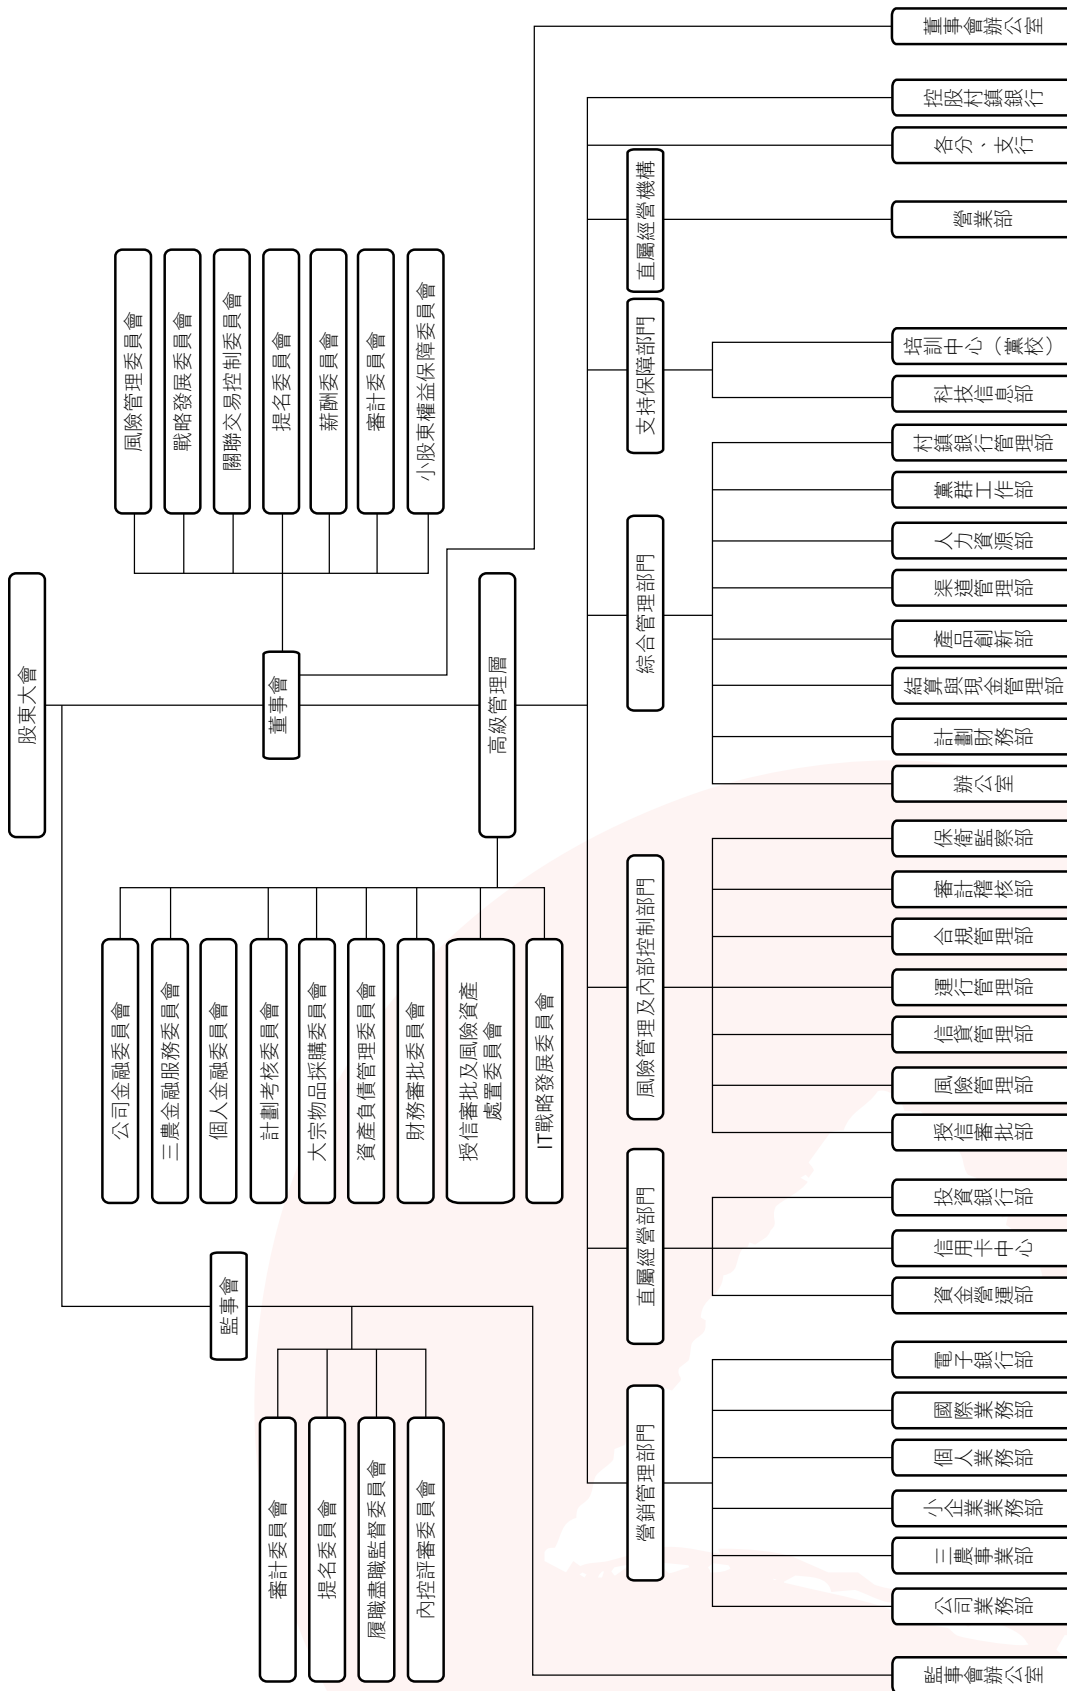 股東大會
監事會
董事會
高級管理層
審計委員會
提名委員會
履職盡職監督委員會
內控評審委員會
公司金融委員會
三農金融服務委員會
個人金融委員會
計劃考核委員會
大宗物品採購委員會
資產負債管理委員會
財務審批委員會
授信審批及風險資產
處置委員會
IT戰略發展委員會
風險管理委員會
戰略發展委員會
關聯交易控制委員會
提名委員會
薪酬委員會
審計委員會
小股東權益保障委員會
營銷管理部門
直屬經營部門
風險管理及內部控制部門
綜合管理部門
支持保障部門
直屬經營機構
監事會辦公室
公司業務部
三農事業部
小企業業務部
個人業務部
國際業務部
電子銀行部
資金營運部
信用卡中心
投資銀行部
授信審批部
風險管理部
信貸管理部
運行管理部
合規管理部
審計稽核部
保衛監察部
辦公室
計劃財務部
結算與現金管理部
產品創新部
渠道管理部
人力資源部
黨群工作部
村鎮銀行管理部
科技信息部
培訓中心（黨校）
營業部
各分、支行
控股村鎮銀行
董事會辦公室